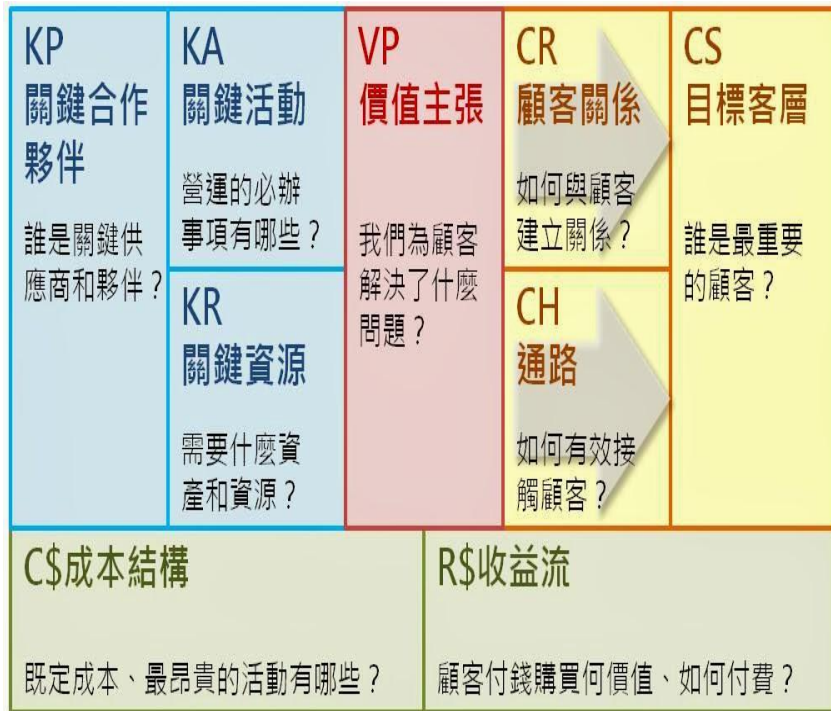 KP
關鍵合作
夥伴
誰是關鍵供
應商和夥伴？
KA
關鍵活動
營運的必辦
事項有哪些？
KR
關鍵資源
需要什麼資
產和資源？
VP
價值主張
我們為顧客
解決了什麼
問題？
CR
顧客關係
如何與顧客
建立關係？
CH
通路
如何有效接
觸顧客？
CS
目標客層
誰是最重要
的顧客？
C$成本結構
既定成本、最昂貴的活動有哪些？
R$收益流
顧客付錢購買何價值、如何付費？